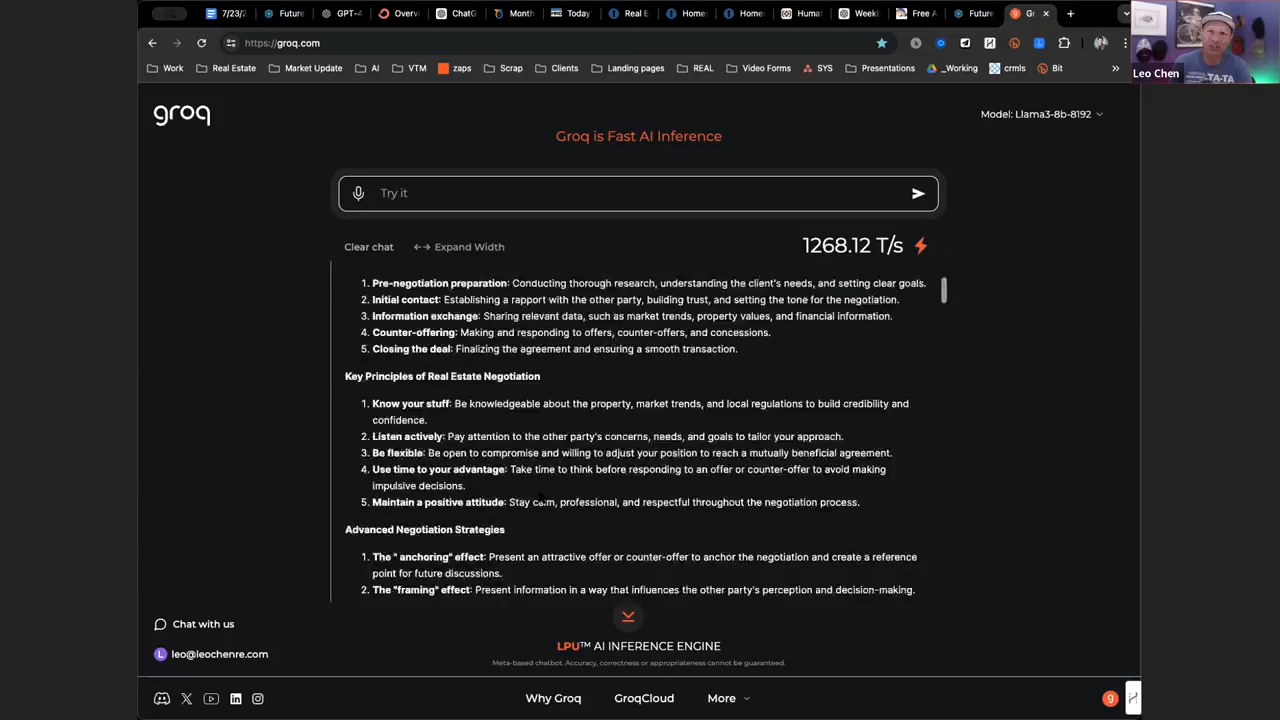 7/23/2 Future GPT-4 Overv ChatG Month Today Real E Home: Home: Humai Weekl Free A Future Gr
https://groq.com
Work Real Estate Market Update AI VTM zaps Scrap Clients Landing pages REAL Video Forms SYS Presentations _Working crmls Bit »
Leo Chen
TA-TA
groq
Model: Llama3-8b-8192
Groq is Fast AI Inference
Try it
Clear chat Expand Width 1268.12 T/s
1. Pre-negotiation preparation: Conducting thorough research, understanding the client's needs, and setting clear goals.
2. Initial contact: Establishing a rapport with the other party, building trust, and setting the tone for the negotiation.
3. Information exchange: Sharing relevant data, such as market trends, property values, and financial information.
4. Counter-offering: Making and responding to offers, counter-offers, and concessions.
5. Closing the deal: Finalizing the agreement and ensuring a smooth transaction.
Key Principles of Real Estate Negotiation
1. Know your stuff: Be knowledgeable about the property, market trends, and local regulations to build credibility and
confidence.
2. Listen actively: Pay attention to the other party's concerns, needs, and goals to tailor your approach.
3. Be flexible: Be open to compromise and willing to adjust your position to reach a mutually beneficial agreement.
4. Use time to your advantage: Take time to think before responding to an offer or counter-offer to avoid making
impulsive decisions.
5. Maintain a positive attitude: Stay calm, professional, and respectful throughout the negotiation process.
Advanced Negotiation Strategies
1. The " anchoring" effect: Present an attractive offer or counter-offer to anchor the negotiation and create a reference
point for future discussions.
2. The "framing" effect: Present information in a way that influences the other party's perception and decision-making.
Chat with us
LPU™ AI INFERENCE ENGINE
L leo@leochenre.com
Meta-based chatbot. Accuracy, correctness or appropriateness cannot be guaranteed.
Why Groq GroqCloud More